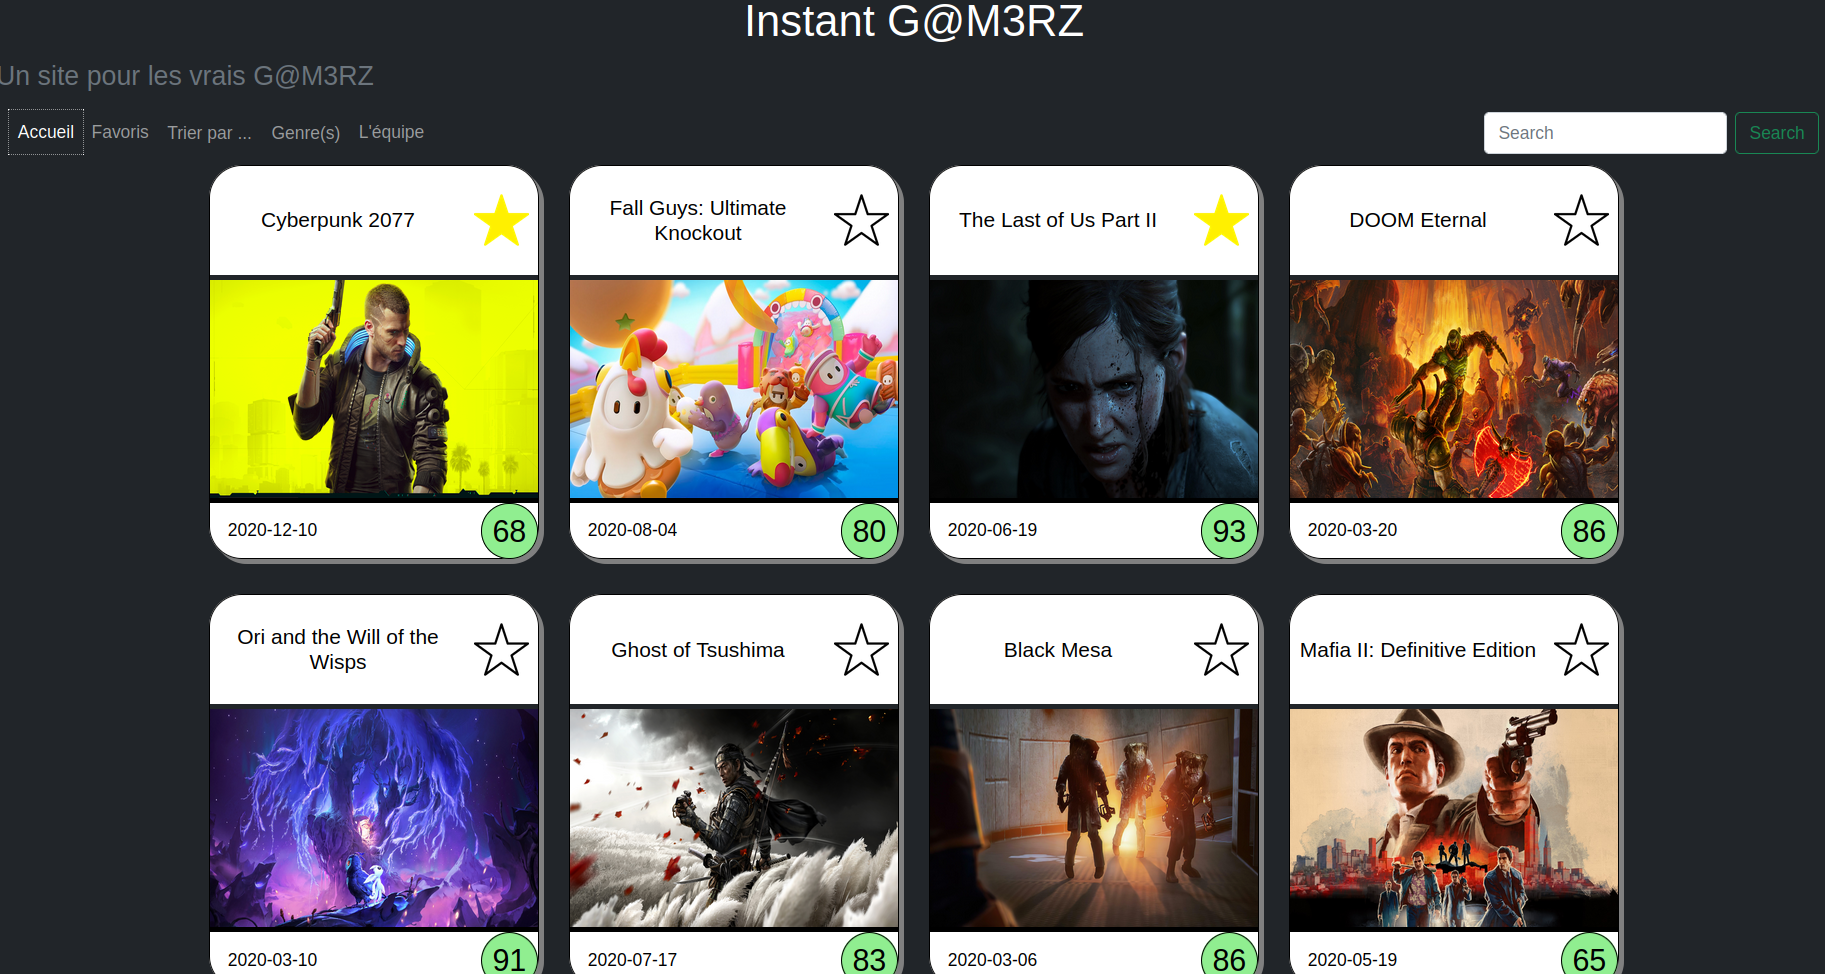 Instant G@M3RZ
Un site pour les vrais G@M3RZ
Accueil Favoris Trier par ... Genre(s) L'équipe Search Search
Cyberpunk 2077
Fall Guys: Ultimate
Knockout
The Last of Us Part II
DOOM Eternal
2020-12-10 68
2020-08-04 80
2020-06-19 93
2020-03-20 86
Ori and the Will of the
Wisps
Ghost of Tsushima
Black Mesa
Mafia II: Definitive Edition
2020-03-10 91
2020-07-17 83
2020-03-06 86
2020-05-19 65